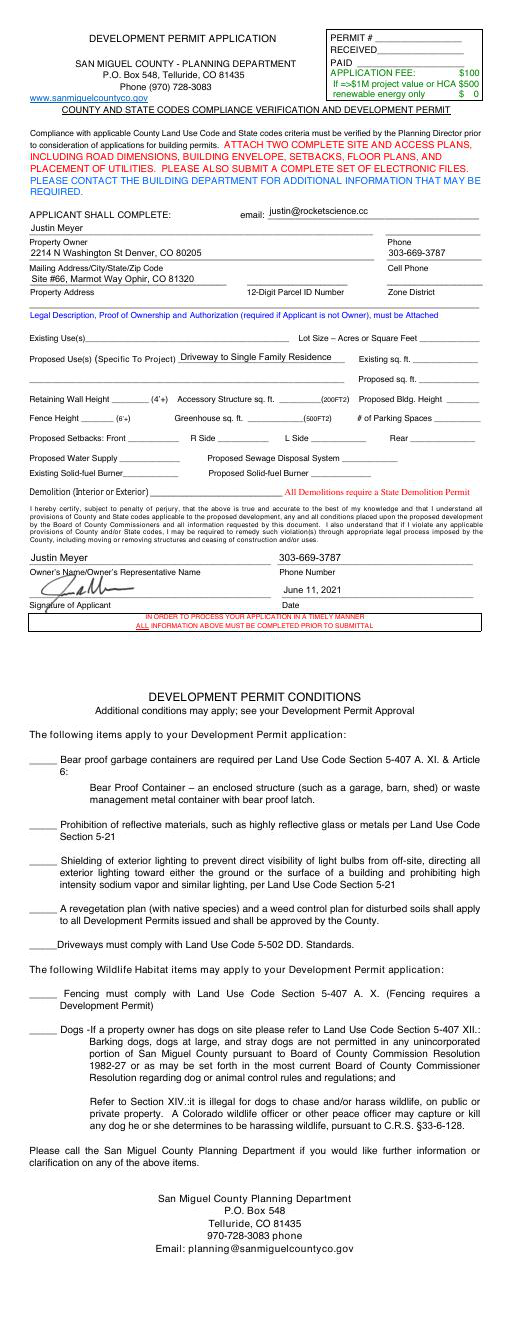 DEVELOPMENT PERMIT APPLICATION
PERMIT # ________________
RECEIVED________________
SAN MIGUEL COUNTY - PLANNING DEPARTMENT
PAID ________________
P.O. Box 548, Telluride, CO 81435
APPLICATION FEE: $100
Phone (970) 728-3083
If =>$1M project value or HCA $500
www.sanmiguelcountyco.gov
renewable energy only $ 0
COUNTY AND STATE CODES COMPLIANCE VERIFICATION AND DEVELOPMENT PERMIT
Compliance with applicable County Land Use Code and State codes criteria must be verified by the Planning Director prior
to consideration of applications for building permits. ATTACH TWO COMPLETE SITE AND ACCESS PLANS,
INCLUDING ROAD DIMENSIONS, BUILDING ENVELOPE, SETBACKS, FLOOR PLANS, AND
PLACEMENT OF UTILITIES. PLEASE ALSO SUBMIT A COMPLETE SET OF ELECTRONIC FILES.
PLEASE CONTACT THE BUILDING DEPARTMENT FOR ADDITIONAL INFORMATION THAT MAY BE
REQUIRED.
APPLICANT SHALL COMPLETE: email: justin@rocketscience.cc
Justin Meyer
Property Owner Phone
2214 N Washington St Denver, CO 80205 303-669-3787
Mailing Address/City/State/Zip Code Cell Phone
Site #66, Marmot Way Ophir, CO 81320
Property Address 12-Digit Parcel ID Number Zone District
Legal Description, Proof of Ownership and Authorization (required if Applicant is not Owner), must be Attached
Existing Use(s)________________ Lot Size – Acres or Square Feet ________________
Proposed Use(s) (Specific To Project) Driveway to Single Family Residence Existing sq. ft. ________
Proposed sq. ft. ________
Retaining Wall Height ________ (4'+) Accessory Structure sq. ft. ________(200FT2) Proposed Bldg. Height ________
Fence Height ________ (6'+) Greenhouse sq. ft. ________(500FT2) # of Parking Spaces ________
Proposed Setbacks: Front ________ R Side ________ L Side ________ Rear ________
Proposed Water Supply ________ Proposed Sewage Disposal System ________
Existing Solid-fuel Burner________ Proposed Solid-fuel Burner ________
Demolition (Interior or Exterior) ________________ All Demolitions require a State Demolition Permit
I hereby certify, subject to penalty of perjury, that the above is true and accurate to the best of my knowledge and that I understand all
provisions of County and State codes applicable to the proposed development, any and all conditions placed upon the proposed development
by the Board of County Commissioners and all information requested by this document. I also understand that if I violate any applicable
provisions of County and/or State codes, I may be required to remedy such violation(s) through appropriate legal process imposed by the
County, including moving or removing structures and ceasing of construction and/or uses.
Justin Meyer 303-669-3787
Owner's Name/Owner's Representative Name Phone Number
June 11, 2021
Signature of Applicant Date
IN ORDER TO PROCESS YOUR APPLICATION IN A TIMELY MANNER
ALL INFORMATION ABOVE MUST BE COMPLETED PRIOR TO SUBMITTAL
DEVELOPMENT PERMIT CONDITIONS
Additional conditions may apply; see your Development Permit Approval
The following items apply to your Development Permit application:
_____ Bear proof garbage containers are required per Land Use Code Section 5-407 A. XI. & Article
6:
Bear Proof Container – an enclosed structure (such as a garage, barn, shed) or waste
management metal container with bear proof latch.
_____ Prohibition of reflective materials, such as highly reflective glass or metals per Land Use Code
Section 5-21
_____ Shielding of exterior lighting to prevent direct visibility of light bulbs from off-site, directing all
exterior lighting toward either the ground or the surface of a building and prohibiting high
intensity sodium vapor and similar lighting, per Land Use Code Section 5-21
_____ A revegetation plan (with native species) and a weed control plan for disturbed soils shall apply
to all Development Permits issued and shall be approved by the County.
_____Driveways must comply with Land Use Code 5-502 DD. Standards.
The following Wildlife Habitat items may apply to your Development Permit application:
_____ Fencing must comply with Land Use Code Section 5-407 A. X. (Fencing requires a
Development Permit)
_____ Dogs -If a property owner has dogs on site please refer to Land Use Code Section 5-407 XII.:
Barking dogs, dogs at large, and stray dogs are not permitted in any unincorporated
portion of San Miguel County pursuant to Board of County Commission Resolution
1982-27 or as may be set forth in the most current Board of County Commissioner
Resolution regarding dog or animal control rules and regulations; and
Refer to Section XIV.:it is illegal for dogs to chase and/or harass wildlife, on public or
private property. A Colorado wildlife officer or other peace officer may capture or kill
any dog he or she determines to be harassing wildlife, pursuant to C.R.S. §33-6-128.
Please call the San Miguel County Planning Department if you would like further information or
clarification on any of the above items.
San Miguel County Planning Department
P.O. Box 548
Telluride, CO 81435
970-728-3083 phone
Email: planning@sanmiguelcountyco.gov